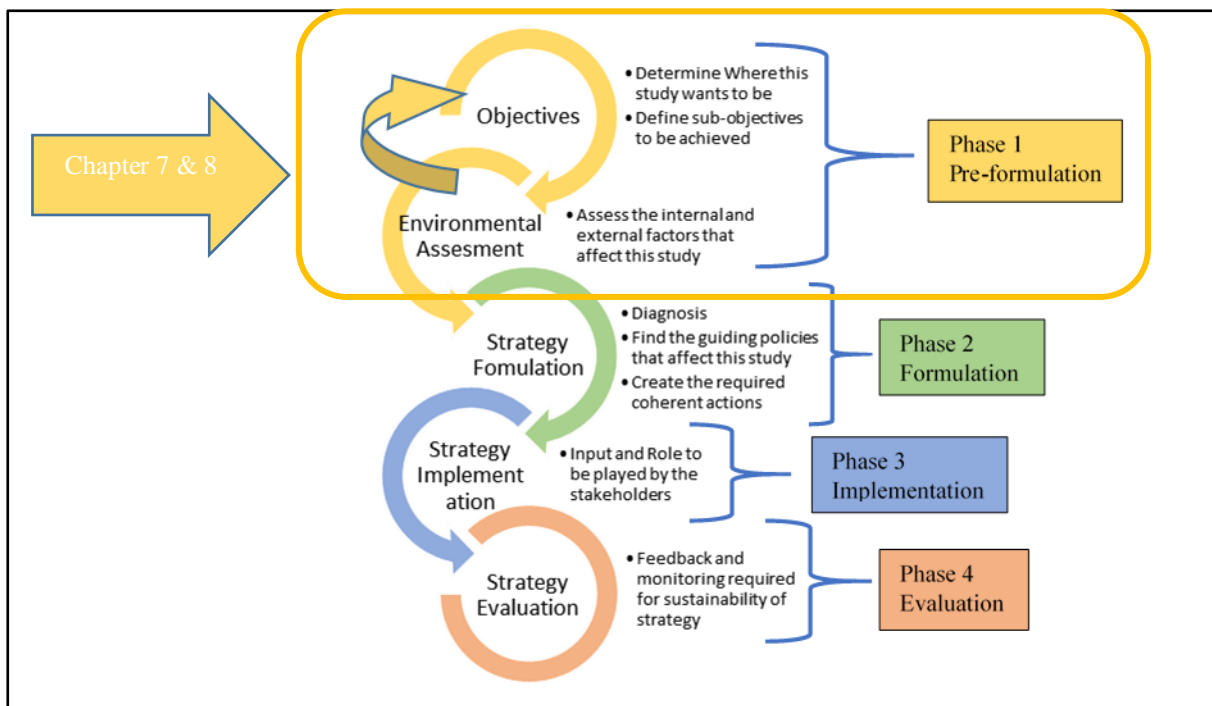 Chapter 7 & 8
Objectives
• Determine Where this
study wants to be
• Define sub-objectives
to be achieved
Phase 1
Pre-formulation
Environmental
Assesment
• Assess the internal and
external factors that
affect this study
Strategy
Fomulation
• Diagnosis
• Find the guiding policies
that affect this study
• Create the required
coherent actions
Phase 2
Formulation
Strategy
Implement
ation
• Input and Role to
be played by the
stakeholders
Phase 3
Implementation
Strategy
Evaluation
• Feedback and
monitoring required
for sustainability of
strategy
Phase 4
Evaluation